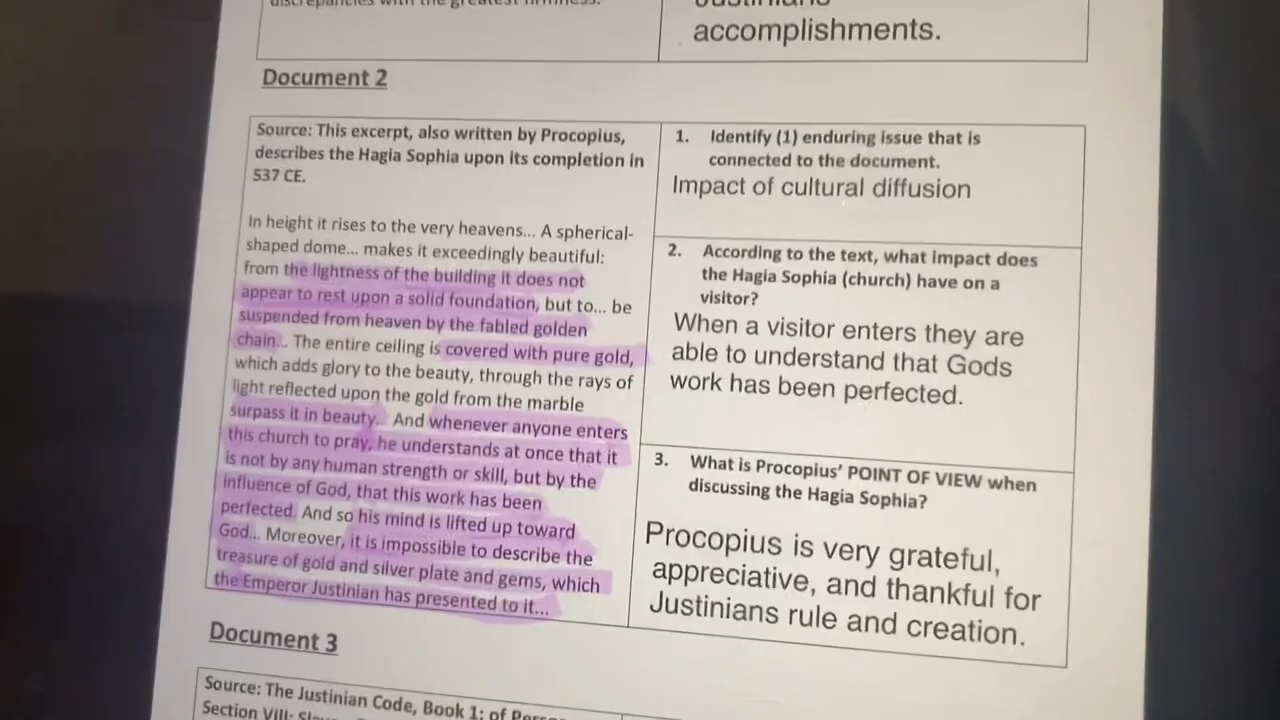 discrepancies with the greatest firmness.
Justinians
accomplishments.
Document 2
Source: This excerpt, also written by Procopius,
describes the Hagia Sophia upon its completion in
537 CE.
In height it rises to the very heavens... A spherical-
shaped dome... makes it exceedingly beautiful:
from the lightness of the building it does not
appear to rest upon a solid foundation, but to... be
suspended from heaven by the fabled golden
chain... The entire ceiling is covered with pure gold,
which adds glory to the beauty, through the rays of
light reflected upon the gold from the marble
surpass it in beauty... And whenever anyone enters
this church to pray, he understands at once that it
is not by any human strength or skill, but by the
influence of God, that this work has been
perfected. And so his mind is lifted up toward
God... Moreover, it is impossible to describe the
treasure of gold and silver plate and gems, which
the Emperor Justinian has presented to it...
1. Identify (1) enduring issue that is
connected to the document.
Impact of cultural diffusion
2. According to the text, what impact does
the Hagia Sophia (church) have on a
visitor?
When a visitor enters they are
able to understand that Gods
work has been perfected.
3. What is Procopius' POINT OF VIEW when
discussing the Hagia Sophia?
Procopius is very grateful,
appreciative, and thankful for
Justinians rule and creation.
Document 3
Source: The Justinian Code, Book 1: of
Section VIII: